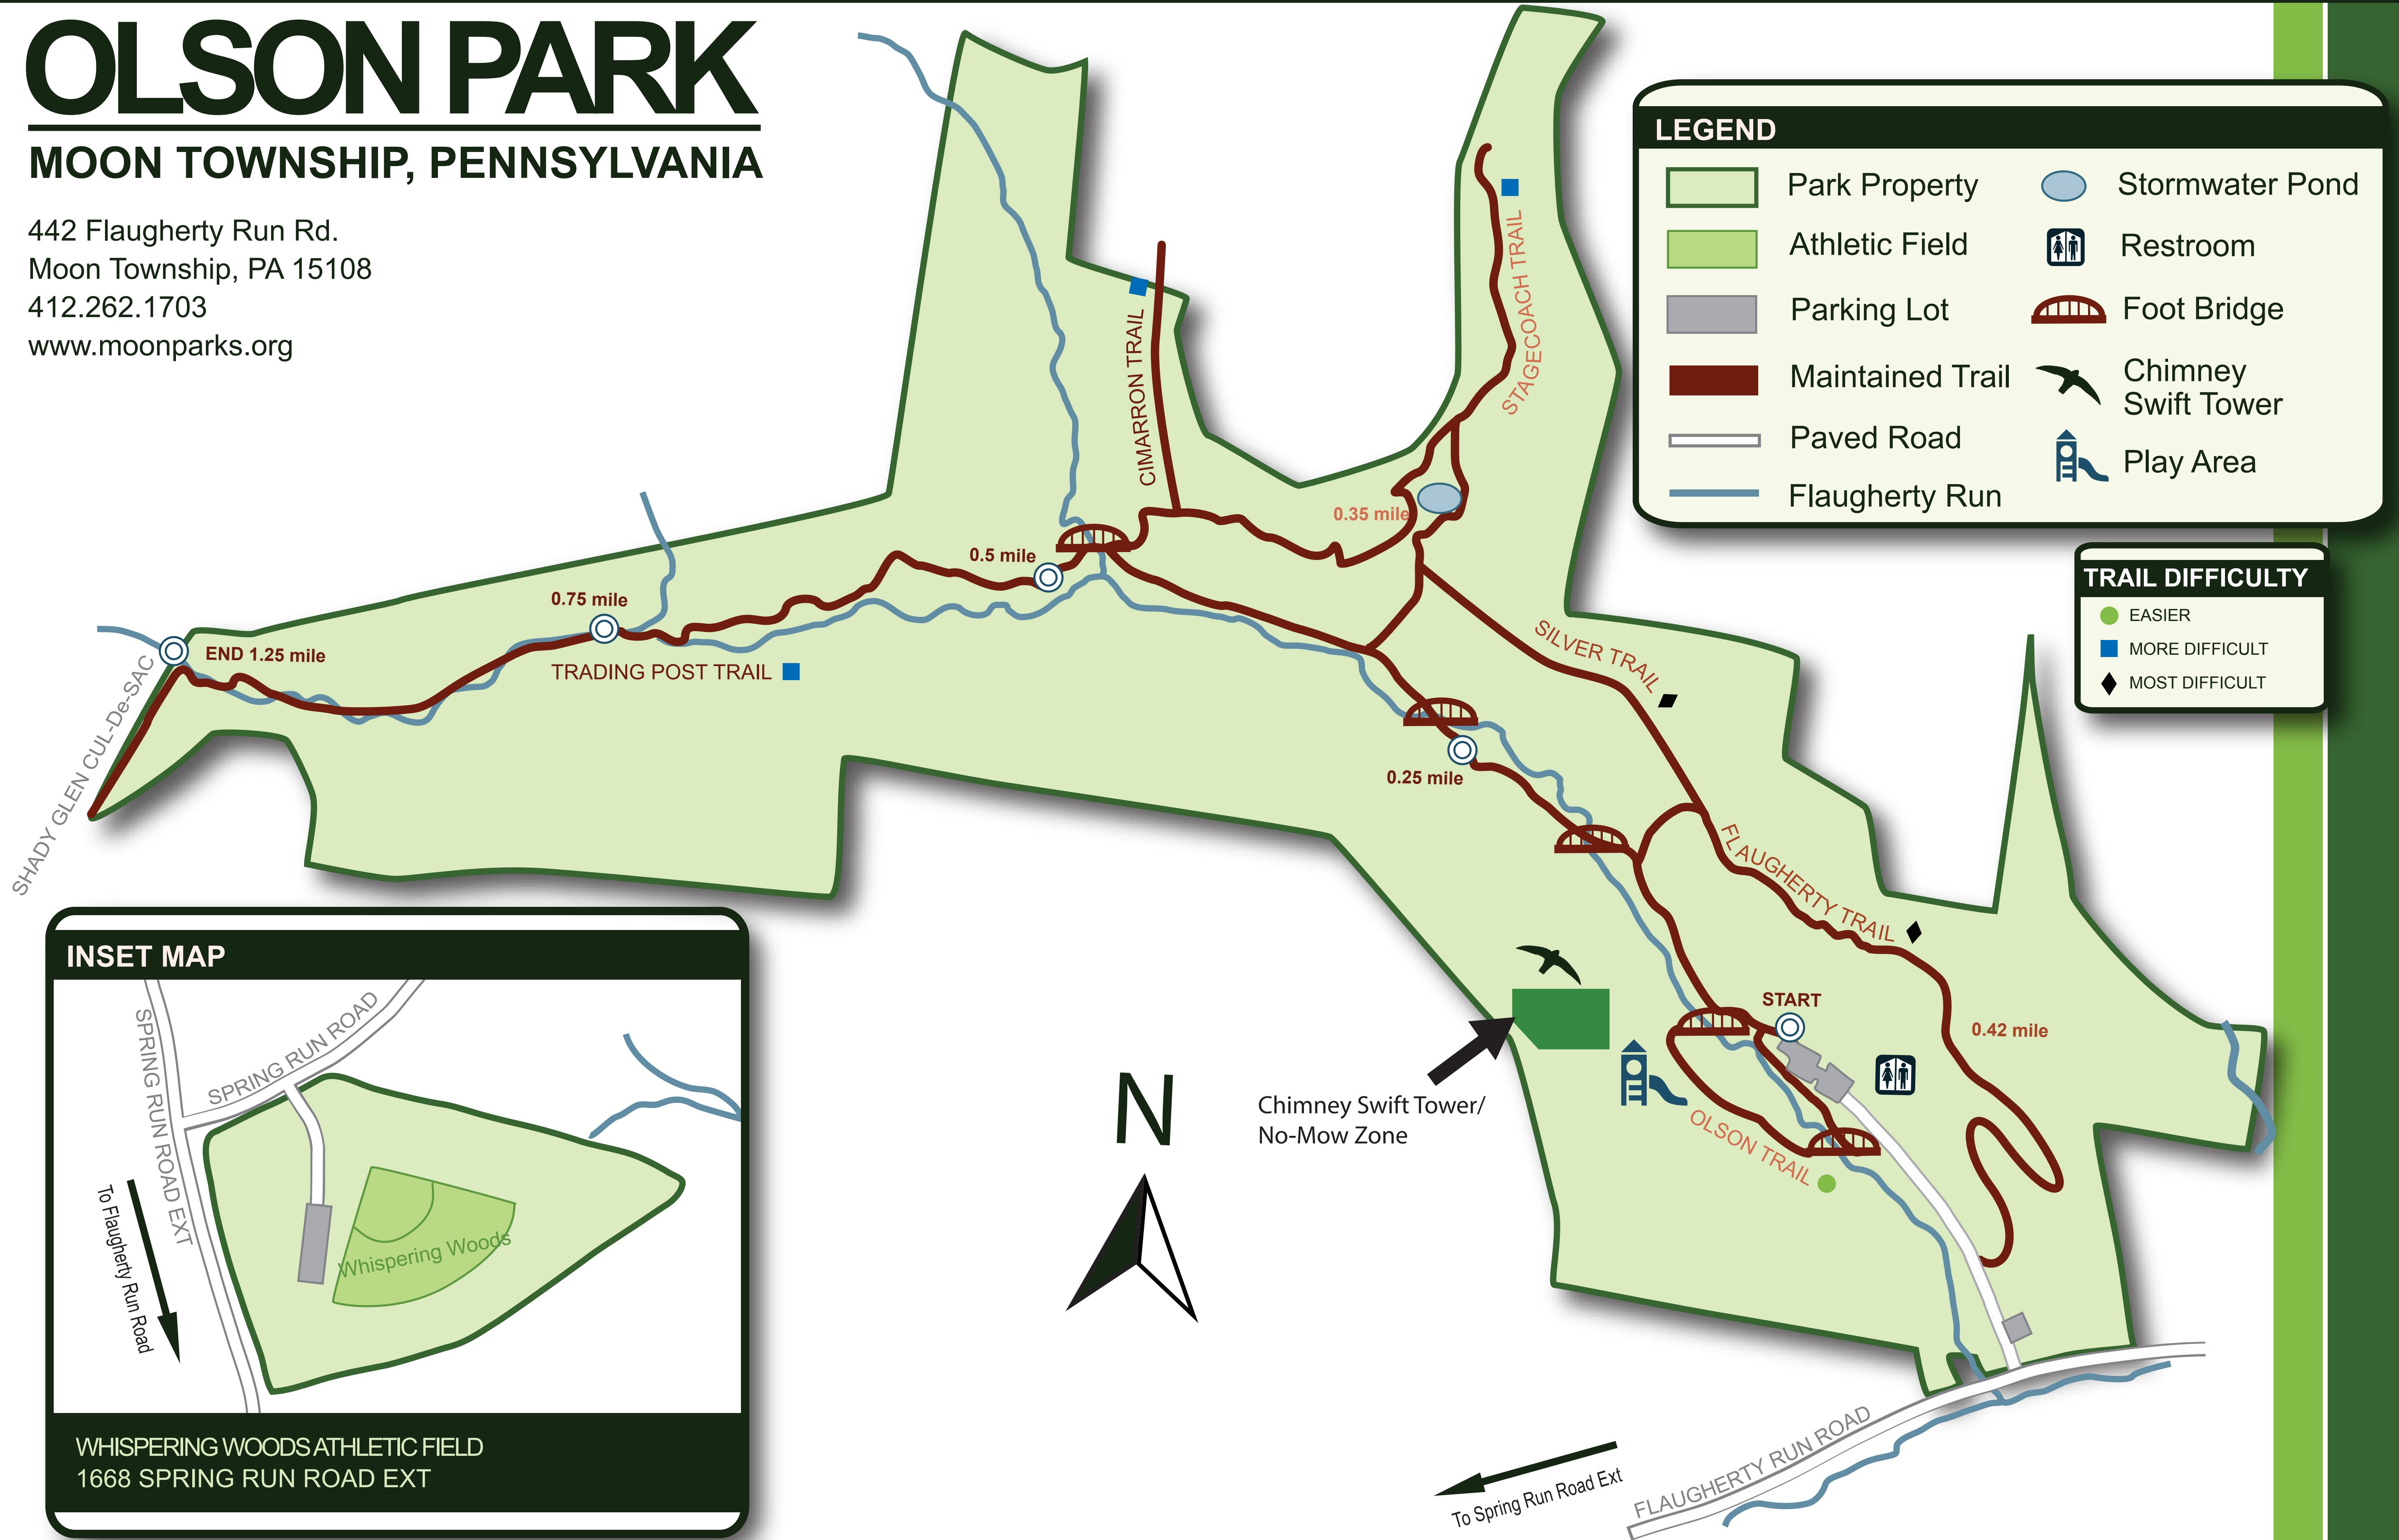 OLSON PARK
MOON TOWNSHIP, PENNSYLVANIA
442 Flaugherty Run Rd.
Moon Township, PA 15108
412.262.1703
www.moonparks.org
LEGEND
Park Property
Athletic Field
Parking Lot
Maintained Trail
Paved Road
Flaugherty Run
Stormwater Pond
Restroom
Foot Bridge
Chimney
Swift Tower
Play Area
TRAIL DIFFICULTY
EASIER
MORE DIFFICULT
MOST DIFFICULT
STAGECOACH TRAIL
CIMARRON TRAIL
0.35 mile
0.5 mile
0.75 mile
END 1.25 mile
TRADING POST TRAIL
SHADY GLEN CUL-De-SAC
SILVER TRAIL
0.25 mile
FLAUGHERTY TRAIL
START
0.42 mile
OLSON TRAIL
Chimney Swift Tower/
No-Mow Zone
N
FLAUGHERTY RUN ROAD
To Spring Run Road Ext
INSET MAP
SPRING RUN ROAD
SPRING RUN ROAD EXT
To Flaugherty Run Road
Whispering Woods
WHISPERING WOODS ATHLETIC FIELD
1668 SPRING RUN ROAD EXT